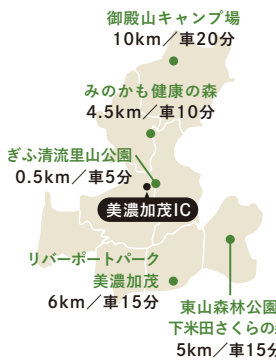 御殿山キャンプ場
10km／車20分
みのかも健康の森
4.5km／車10分
ぎふ清流里山公園
0.5km／車5分
美濃加茂IC
リバーポートパーク
美濃加茂
6km／車15分
東山森林公園
下米田さくらの森
5km／車15分